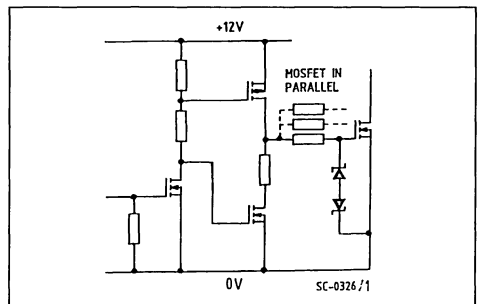 +12V
MOSFET IN
PARALLEL
0V
SC-0326/1